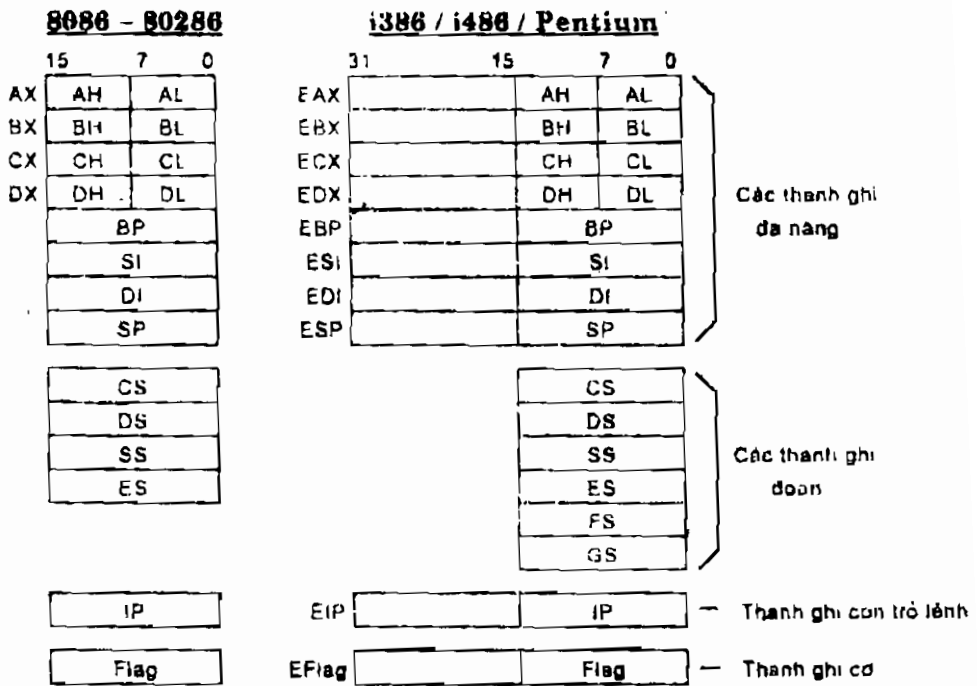 8086 – 80286 i386 / i486 / Pentium
15 7 0 31 15 7 0
AX AH AL EAX AH AL
BX BH BL EBX BH BL
CX CH CL ECX CH CL
DX DH DL EDX DH DL
Các thanh ghi
đa năng
BP EBP BP
SI ESI SI
DI EDI DI
SP ESP SP
CS CS
DS DS
SS SS
Các thanh ghi
đoạn
ES ES
FS
GS
IP EIP IP – Thanh ghi con trỏ lệnh
Flag EFlag Flag – Thanh ghi cờ